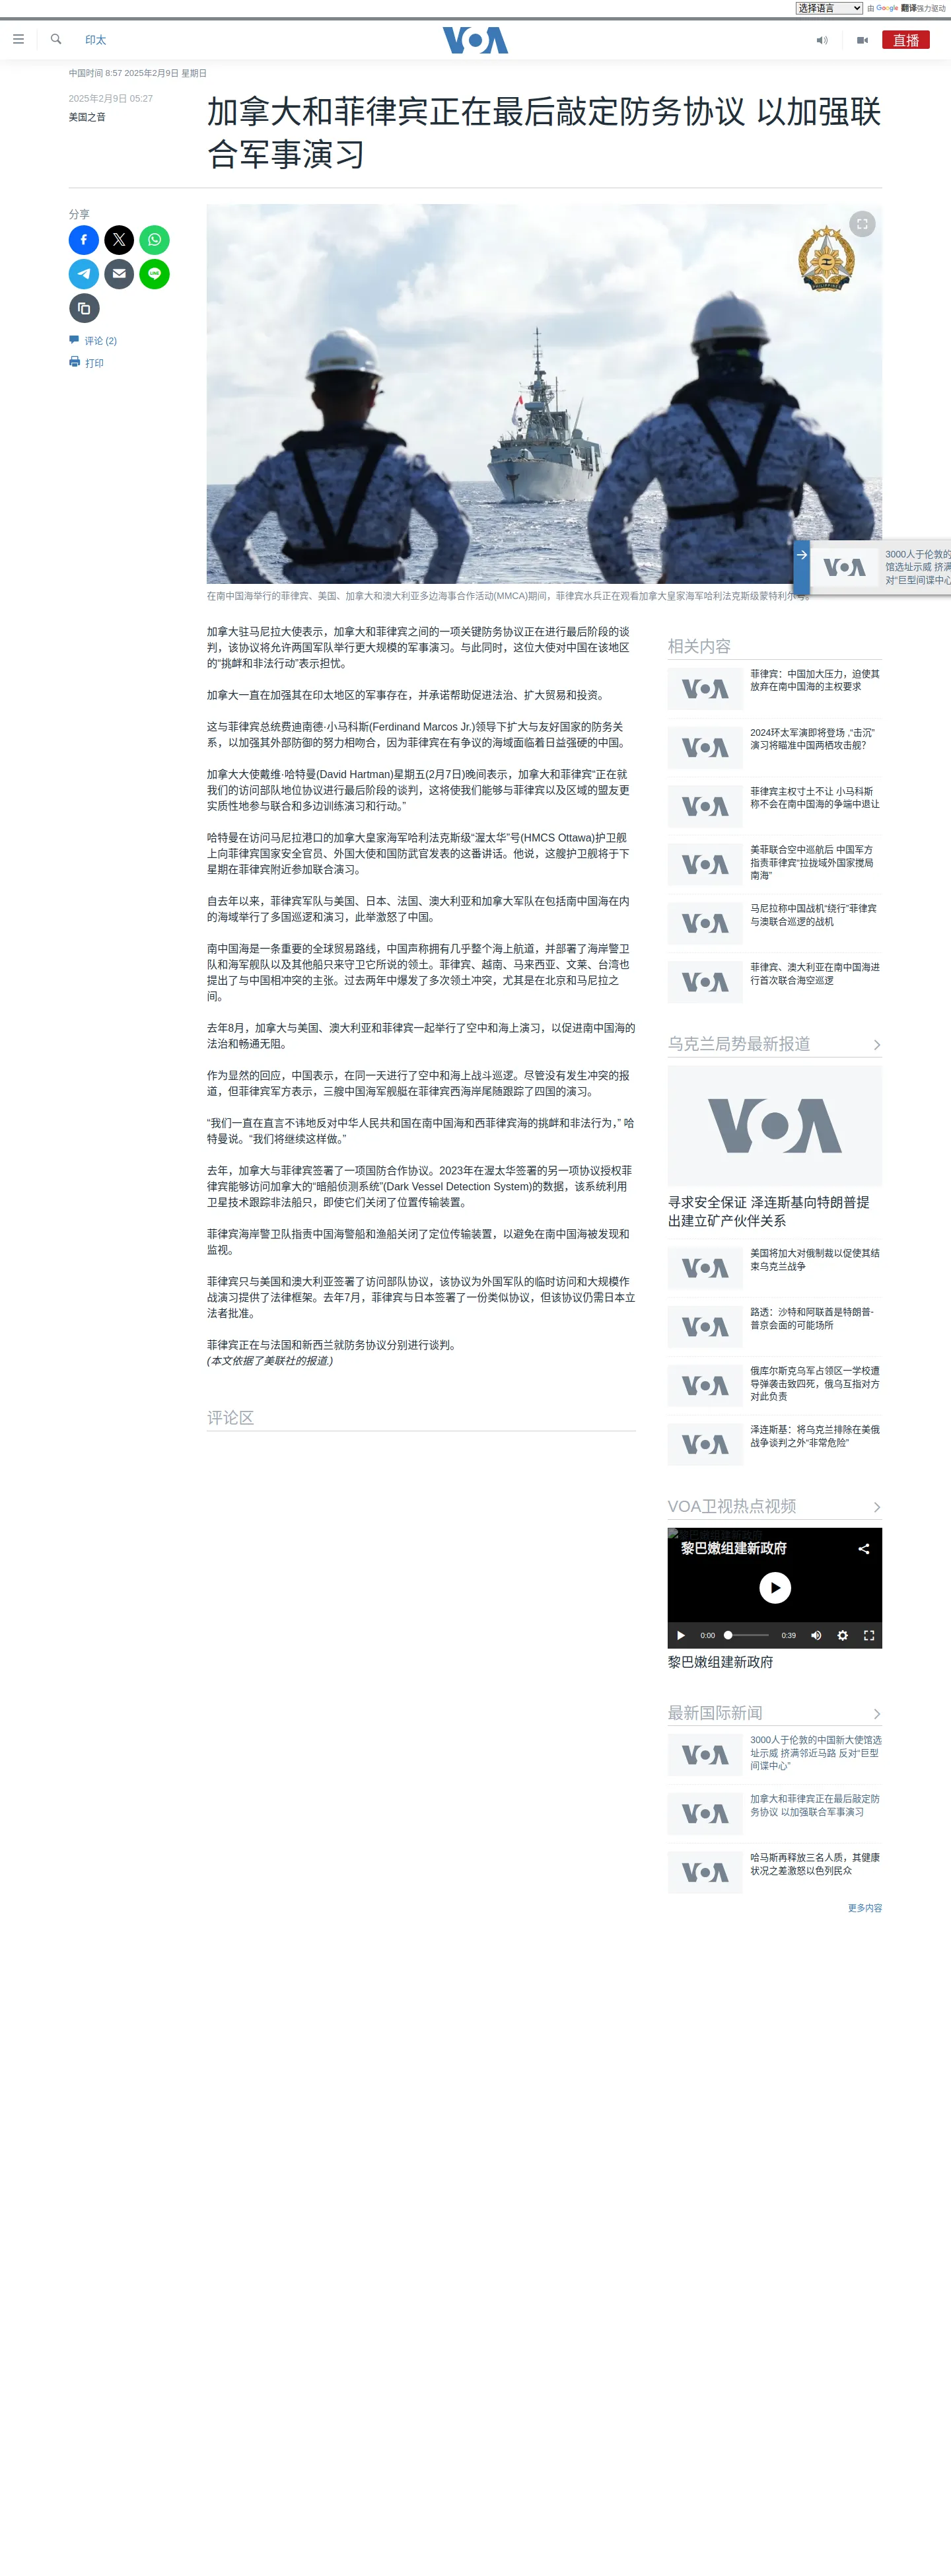 选择语言 由 Google 翻译强力驱动
印太
VOA
直播
中国时间 8:57 2025年2月9日 星期日
2025年2月9日 05:27
美国之音
加拿大和菲律宾正在最后敲定防务协议 以加强联
合军事演习
分享
LINE
评论 (2)
打印
在南中国海举行的菲律宾、美国、加拿大和澳大利亚多边海事合作活动(MMCA)期间，菲律宾水兵正在观看加拿大皇家海军哈利法克斯级蒙特利尔号。
VOA
3000人于伦敦的
馆选址示威 挤满
对“巨型间谍中心
加拿大驻马尼拉大使表示，加拿大和菲律宾之间的一项关键防务协议正在进行最后阶段的谈
判，该协议将允许两国军队举行更大规模的军事演习。与此同时，这位大使对中国在该地区
的“挑衅和非法行动”表示担忧。
加拿大一直在加强其在印太地区的军事存在，并承诺帮助促进法治、扩大贸易和投资。
这与菲律宾总统费迪南德·小马科斯(Ferdinand Marcos Jr.)领导下扩大与友好国家的防务关
系，以加强其外部防御的努力相吻合，因为菲律宾在有争议的海域面临着日益强硬的中国。
加拿大大使戴维·哈特曼(David Hartman)星期五(2月7日)晚间表示，加拿大和菲律宾“正在就
我们的访问部队地位协议进行最后阶段的谈判，这将使我们能够与菲律宾以及区域的盟友更
实质性地参与联合和多边训练演习和行动。”
哈特曼在访问马尼拉港口的加拿大皇家海军哈利法克斯级“渥太华”号(HMCS Ottawa)护卫舰
上向菲律宾国家安全官员、外国大使和国防武官发表的这番讲话。他说，这艘护卫舰将于下
星期在菲律宾附近参加联合演习。
自去年以来，菲律宾军队与美国、日本、法国、澳大利亚和加拿大军队在包括南中国海在内
的海域举行了多国巡逻和演习，此举激怒了中国。
南中国海是一条重要的全球贸易路线，中国声称拥有几乎整个海上航道，并部署了海岸警卫
队和海军舰队以及其他船只来守卫它所说的领土。菲律宾、越南、马来西亚、文莱、台湾也
提出了与中国相冲突的主张。过去两年中爆发了多次领土冲突，尤其是在北京和马尼拉之
间。
去年8月，加拿大与美国、澳大利亚和菲律宾一起举行了空中和海上演习，以促进南中国海的
法治和畅通无阻。
作为显然的回应，中国表示，在同一天进行了空中和海上战斗巡逻。尽管没有发生冲突的报
道，但菲律宾军方表示，三艘中国海军舰艇在菲律宾西海岸尾随跟踪了四国的演习。
“我们一直在直言不讳地反对中华人民共和国在南中国海和西菲律宾海的挑衅和非法行为，” 哈
特曼说。“我们将继续这样做。”
去年，加拿大与菲律宾签署了一项国防合作协议。2023年在渥太华签署的另一项协议授权菲
律宾能够访问加拿大的“暗船侦测系统”(Dark Vessel Detection System)的数据，该系统利用
卫星技术跟踪非法船只，即使它们关闭了位置传输装置。
菲律宾海岸警卫队指责中国海警船和渔船关闭了定位传输装置，以避免在南中国海被发现和
监视。
菲律宾只与美国和澳大利亚签署了访问部队协议，该协议为外国军队的临时访问和大规模作
战演习提供了法律框架。去年7月，菲律宾与日本签署了一份类似协议，但该协议仍需日本立
法者批准。
菲律宾正在与法国和新西兰就防务协议分别进行谈判。
(本文依据了美联社的报道.)
评论区
相关内容
VOA
菲律宾：中国加大压力，迫使其
放弃在南中国海的主权要求
VOA
2024环太军演即将登场 ,“击沉”
演习将瞄准中国两栖攻击舰？
VOA
菲律宾主权寸土不让 小马科斯
称不会在南中国海的争端中退让
VOA
美菲联合空中巡航后 中国军方
指责菲律宾“拉拢域外国家搅局
南海”
VOA
马尼拉称中国战机“绕行”菲律宾
与澳联合巡逻的战机
VOA
菲律宾、澳大利亚在南中国海进
行首次联合海空巡逻
乌克兰局势最新报道
VOA
寻求安全保证 泽连斯基向特朗普提
出建立矿产伙伴关系
VOA
美国将加大对俄制裁以促使其结
束乌克兰战争
VOA
路透：沙特和阿联酋是特朗普-
普京会面的可能场所
VOA
俄库尔斯克乌军占领区一学校遭
导弹袭击致四死，俄乌互指对方
对此负责
VOA
泽连斯基：将乌克兰排除在美俄
战争谈判之外“非常危险”
VOA卫视热点视频
黎巴嫩组建新政府
0:00
0:39
黎巴嫩组建新政府
最新国际新闻
VOA
3000人于伦敦的中国新大使馆选
址示威 挤满邻近马路 反对“巨型
间谍中心”
VOA
加拿大和菲律宾正在最后敲定防
务协议 以加强联合军事演习
VOA
哈马斯再释放三名人质，其健康
状况之差激怒以色列民众
更多内容